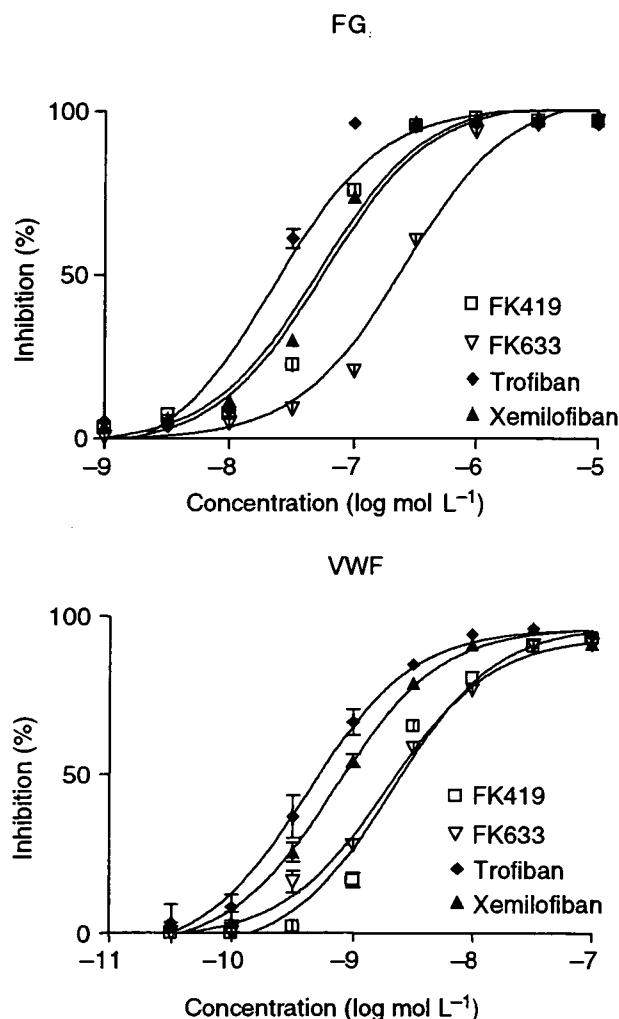 FG
100
50
0
Inhibition (%)
FK419
FK633
Trofiban
Xemilofiban
−9
−8
−7
−6
−5
Concentration (log mol L⁻¹)
VWF
100
50
0
Inhibition (%)
FK419
FK633
Trofiban
Xemilofiban
−11
−10
−9
−8
−7
Concentration (log mol L⁻¹)